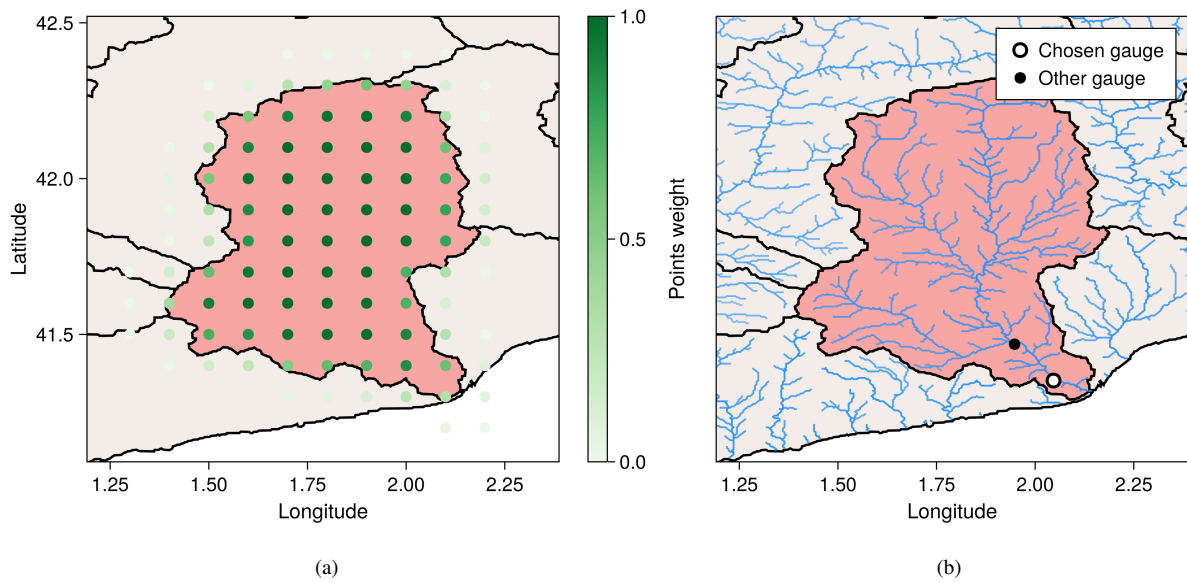 42.5
42.0
41.5
Latitude
1.25 1.50 1.75 2.00 2.25
Longitude
1.0
0.5
0.0
Points weight
(a)
Chosen gauge
Other gauge
1.25 1.50 1.75 2.00 2.25
Longitude
(b)